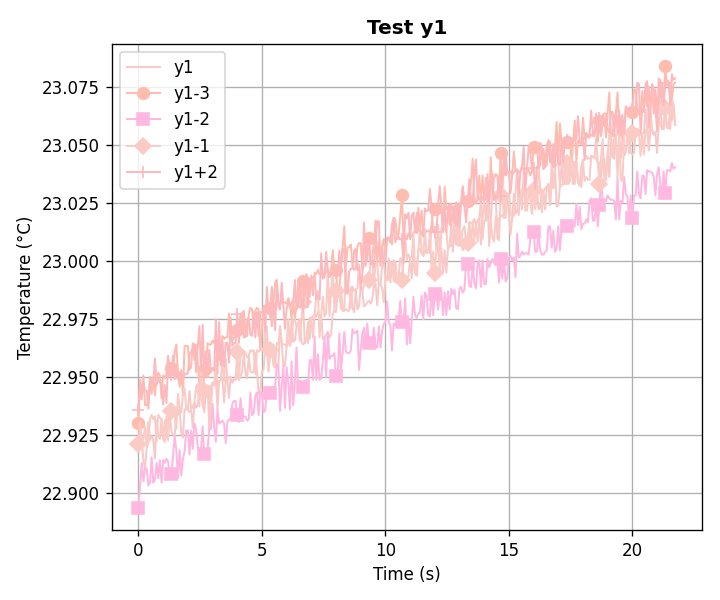 Test y1
y1
y1-3
y1-2
y1-1
y1+2
23.075
23.050
23.025
23.000
22.975
22.950
22.925
22.900
Temperature (°C)
0 5 10 15 20
Time (s)